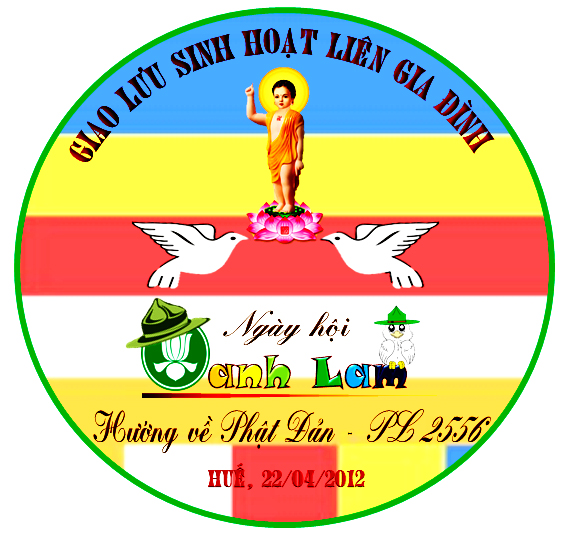 GIAO LƯU SINH HOẠT LIÊN GIA ĐÌNH
Ngày hội
Oanh Lam
Hường về Phật Đản - PL 2556
HUẾ, 22/04/2012